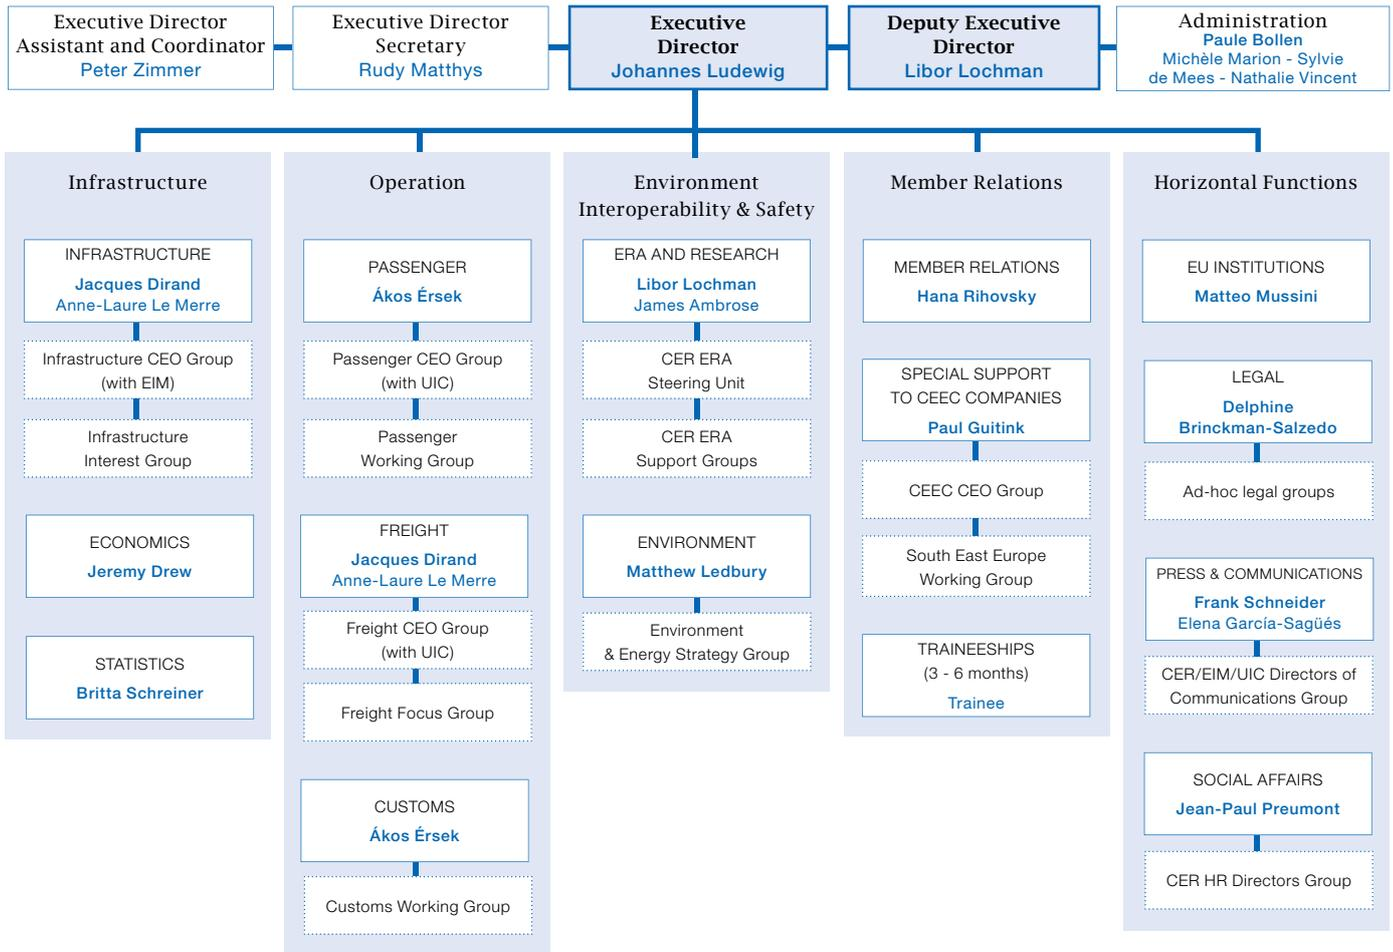 Executive Director
Assistant and Coordinator
Peter Zimmer
Executive Director
Secretary
Rudy Matthys
Executive
Director
Johannes Ludewig
Deputy Executive
Director
Libor Lochman
Administration
Paule Bollen
Michèle Marion - Sylvie
de Mees - Nathalie Vincent
Infrastructure
INFRASTRUCTURE
Jacques Dirand
Anne-Laure Le Merre
Infrastructure CEO Group
(with EIM)
Infrastructure
Interest Group
ECONOMICS
Jeremy Drew
STATISTICS
Britta Schreiner
Operation
PASSENGER
Ákos Érsek
Passenger CEO Group
(with UIC)
Passenger
Working Group
FREIGHT
Jacques Dirand
Anne-Laure Le Merre
Freight CEO Group
(with UIC)
Freight Focus Group
CUSTOMS
Ákos Érsek
Customs Working Group
Environment
Interoperability & Safety
ERA AND RESEARCH
Libor Lochman
James Ambrose
CER ERA
Steering Unit
CER ERA
Support Groups
ENVIRONMENT
Matthew Ledbury
Environment
& Energy Strategy Group
Member Relations
MEMBER RELATIONS
Hana Rihovsky
SPECIAL SUPPORT
TO CEEC COMPANIES
Paul Guitink
CEEC CEO Group
South East Europe
Working Group
TRAINEESHIPS
(3 - 6 months)
Trainee
Horizontal Functions
EU INSTITUTIONS
Matteo Mussini
LEGAL
Delphine
Brinckman-Salzedo
Ad-hoc legal groups
PRESS & COMMUNICATIONS
Frank Schneider
Elena García-Sagüés
CER/EIM/UIC Directors of
Communications Group
SOCIAL AFFAIRS
Jean-Paul Preumont
CER HR Directors Group